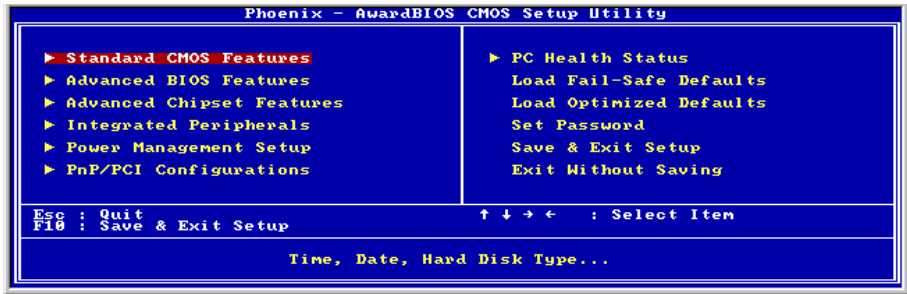 Phoenix - AwardBIOS CMOS Setup Utility
► Standard CMOS Features
► Advanced BIOS Features
► Advanced Chipset Features
► Integrated Peripherals
► Power Management Setup
► PnP/PCI Configurations
► PC Health Status
Load Fail-Safe Defaults
Load Optimized Defaults
Set Password
Save & Exit Setup
Exit Without Saving
Esc : Quit
F10 : Save & Exit Setup
↑ ↓ → ← : Select Item
Time, Date, Hard Disk Type...